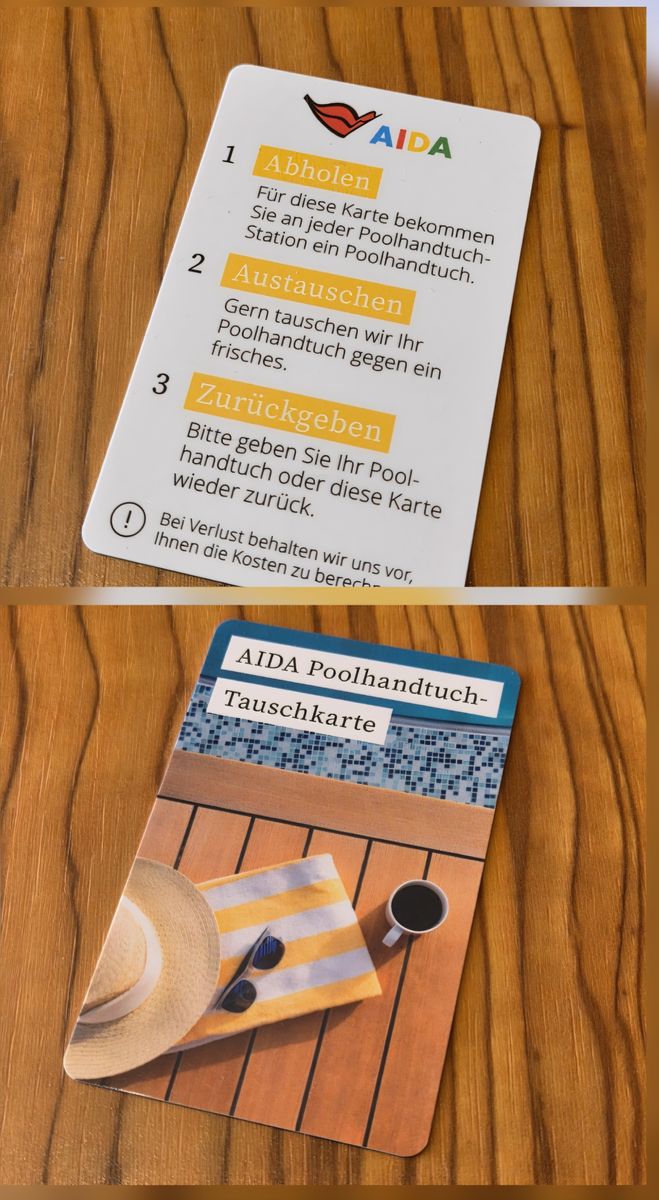 AIDA
1 Abholen
Für diese Karte bekommen
Sie an jeder Poolhandtuch-
Station ein Poolhandtuch.
2 Austauschen
Gern tauschen wir Ihr
Poolhandtuch gegen ein
frisches.
3 Zurückgeben
Bitte geben Sie Ihr Pool-
handtuch oder diese Karte
wieder zurück.
! Bei Verlust behalten wir uns vor,
Ihnen die Kosten zu
AIDA Poolhandtuch-
Tauschkarte